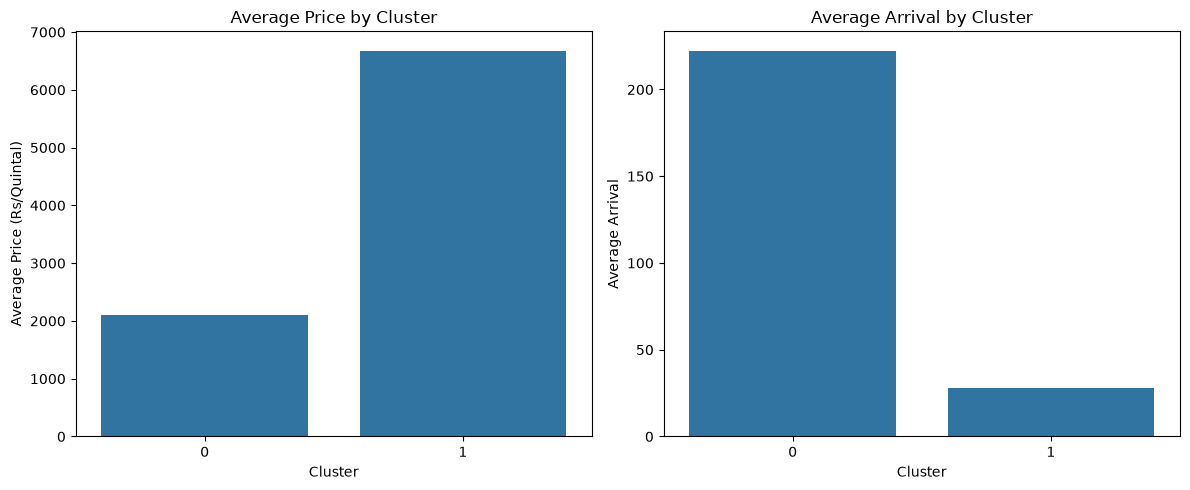 Average Price by Cluster
Average Price (Rs/Quintal)
7000
6000
5000
4000
3000
2000
1000
0
0
1
Cluster
Average Arrival by Cluster
Average Arrival
200
150
100
50
0
0
1
Cluster